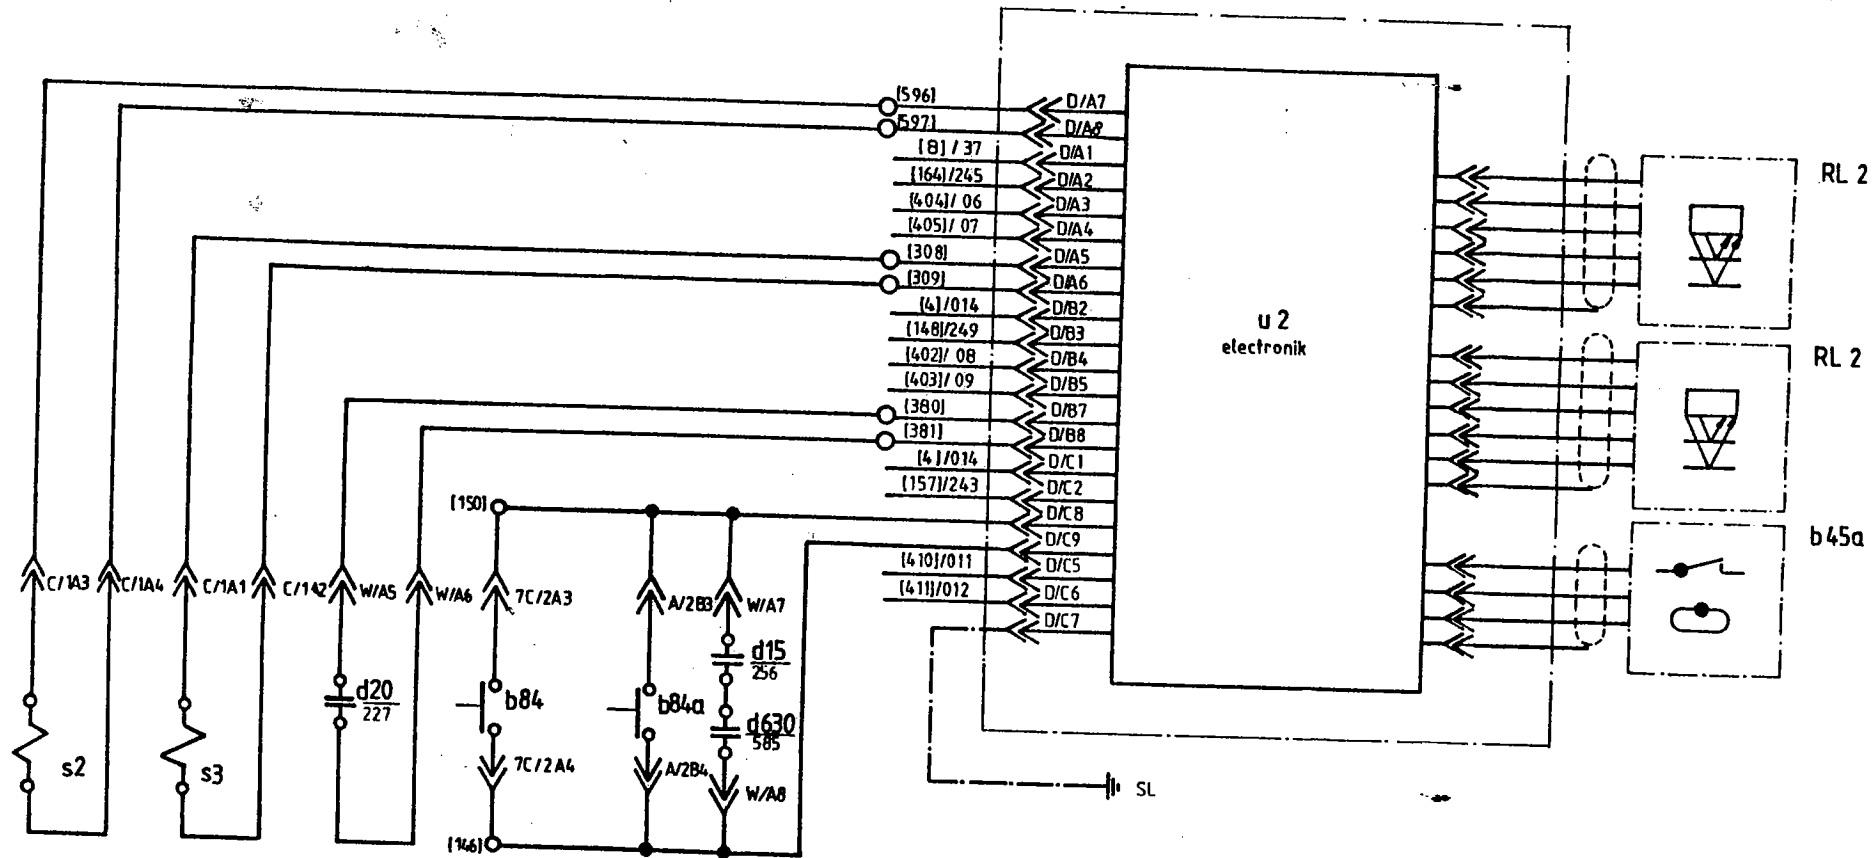 [596] D/A7
[597] D/A8
[8] / 37 D/A1
[164]/245 D/A2
[404]/ 06 D/A3
[405]/ 07 D/A4
[308] D/A5
[309] D/A6
[4]/014 D/B2
[148]/249 D/B3
[402]/ 08 D/B4
[403]/ 09 D/B5
[380] D/B7
[381] D/B8
[4]/014 D/C1
[157]/243 D/C2
[150] D/C8
D/C9
[410]/011 D/C5
[411]/012 D/C6
D/C7
u 2
electronik
RL 2
RL 2
b45a
C/1A3 C/1A4 C/1A1 C/1A2 W/A5 W/A6 7C/2A3 A/2B3 W/A7
d15
256
d20
227
b84
b84a
d630
585
s2
s3
7C/2A4 A/2B4 W/A8
SL
[146]